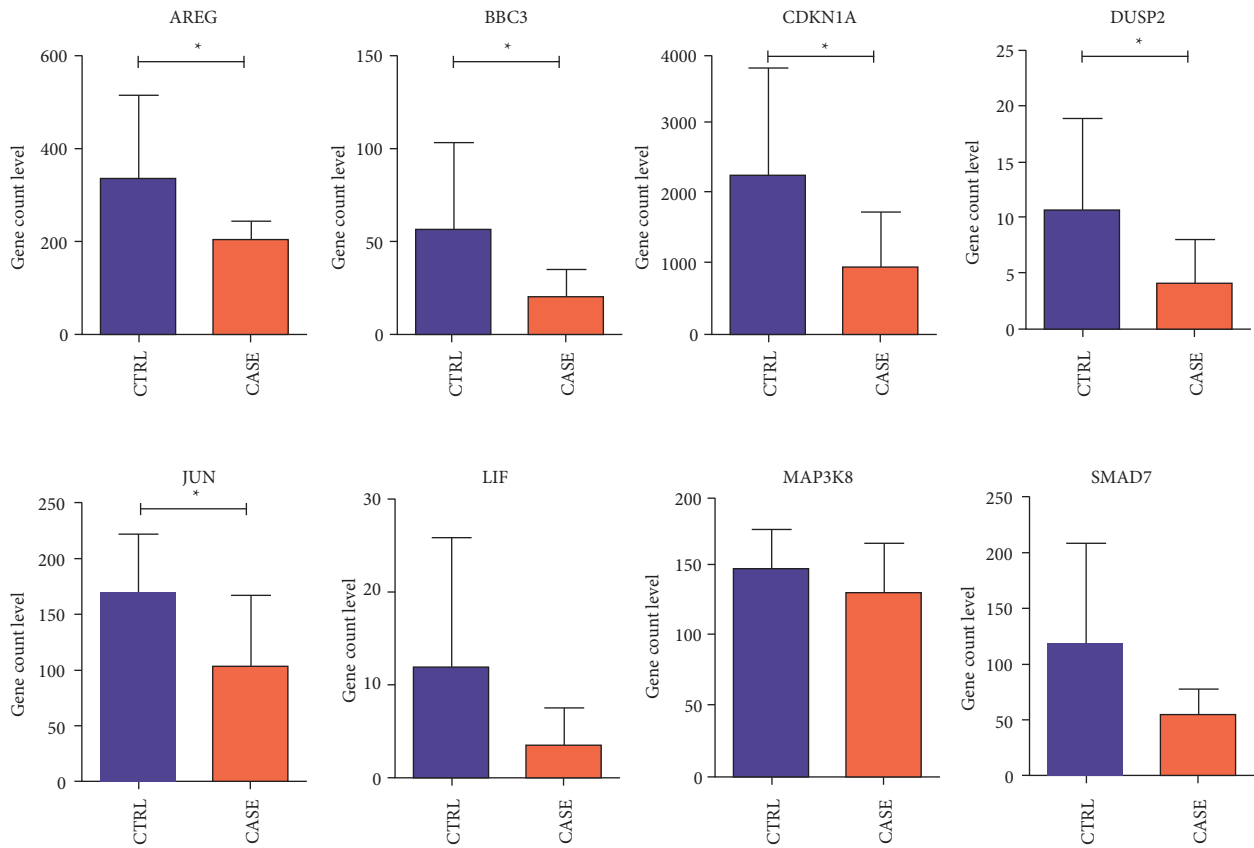 AREG
*
Gene count level
600
400
200
0
CTRL
CASE
BBC3
*
Gene count level
150
100
50
0
CTRL
CASE
CDKN1A
*
Gene count level
4000
3000
2000
1000
0
CTRL
CASE
DUSP2
*
Gene count level
25
20
15
10
5
0
CTRL
CASE
JUN
*
Gene count level
250
200
150
100
50
0
CTRL
CASE
LIF
Gene count level
30
20
10
0
CTRL
CASE
MAP3K8
Gene count level
200
150
100
50
0
CTRL
CASE
SMAD7
Gene count level
250
200
150
100
50
0
CTRL
CASE